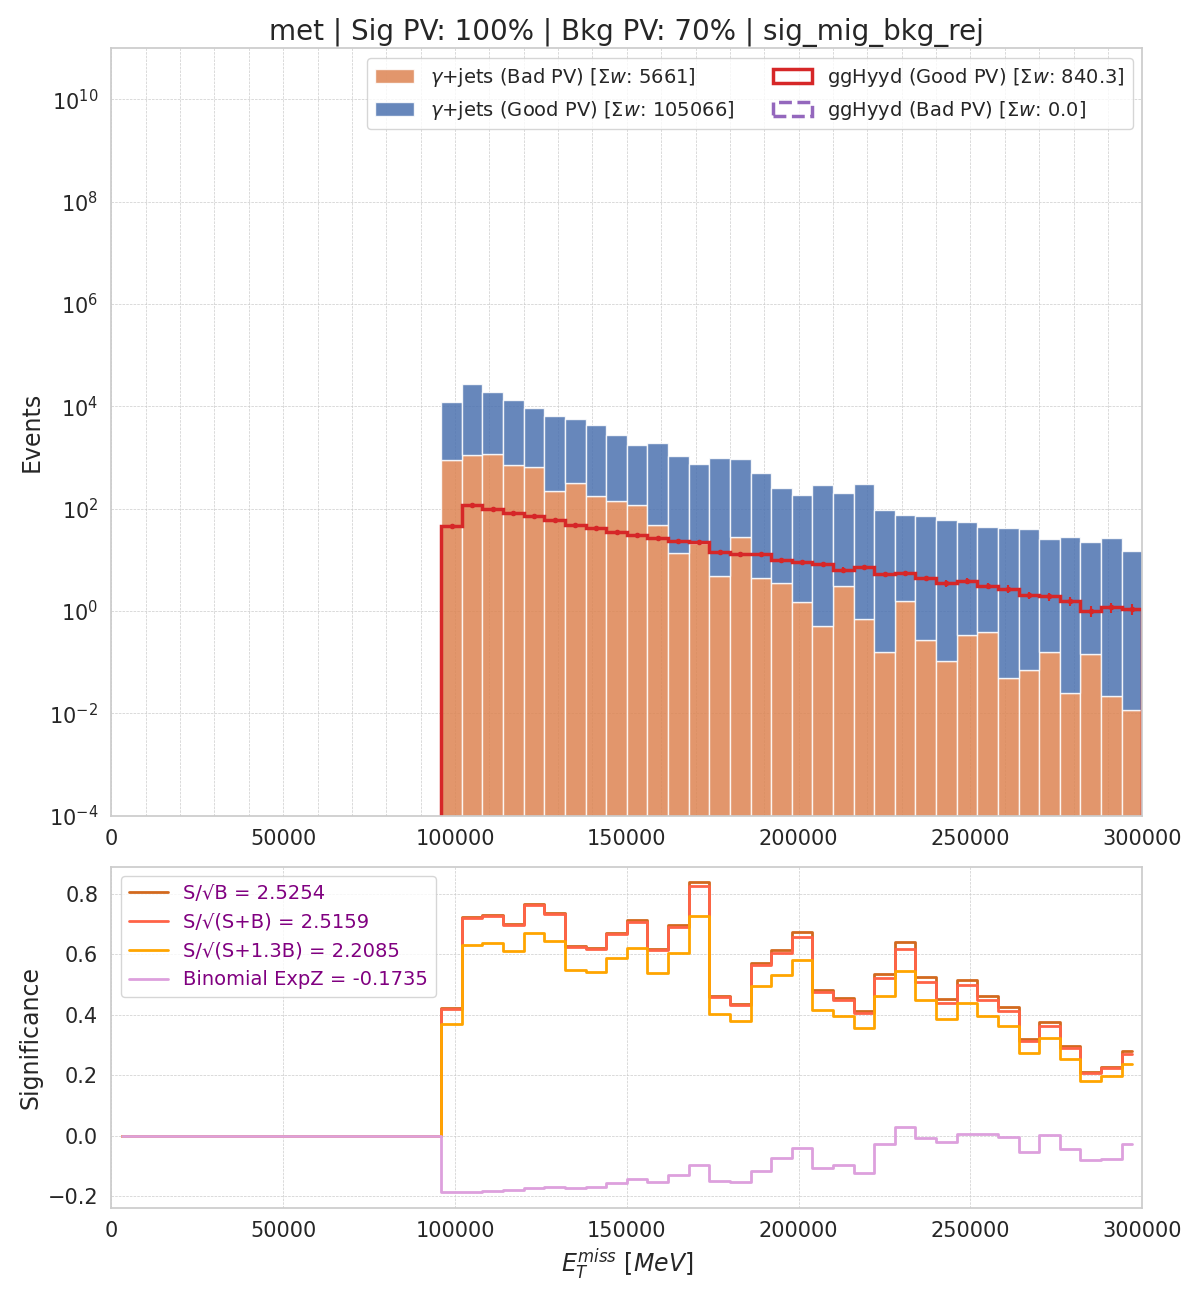 met | Sig PV: 100% | Bkg PV: 70% | sig_mig_bkg_rej
γ+jets (Bad PV) [Σw: 5661]
γ+jets (Good PV) [Σw: 105066]
ggHyyd (Good PV) [Σw: 840.3]
ggHyyd (Bad PV) [Σw: 0.0]
Events
10^10
10^8
10^6
10^4
10^2
10^0
10^−2
10^−4
0 50000 100000 150000 200000 250000 300000
S/√B = 2.5254
S/√(S+B) = 2.5159
S/√(S+1.3B) = 2.2085
Binomial ExpZ = -0.1735
Significance
0.8
0.6
0.4
0.2
0.0
−0.2
0 50000 100000 150000 200000 250000 300000
E_T^miss [MeV]